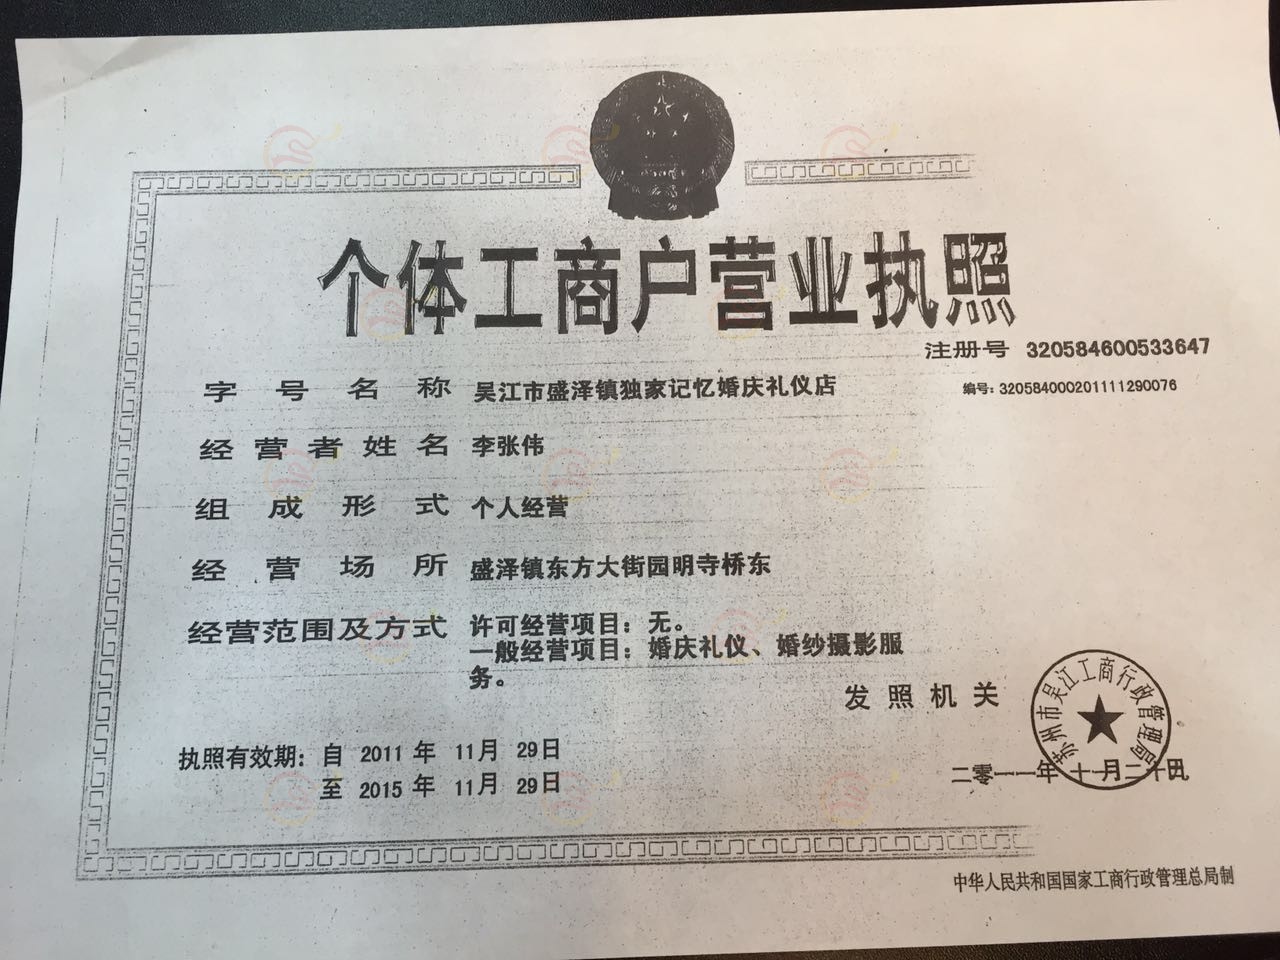 个体工商户营业执照
注册号 320584600533647
编号: 320584000201111290076
字号名称 吴江市盛泽镇独家记忆婚庆礼仪店
经营者姓名 李张伟
组成形式 个人经营
经营场所 盛泽镇东方大街园明寺桥东
经营范围及方式 许可经营项目：无。
一般经营项目：婚庆礼仪、婚纱摄影服
务。
发照机关
苏州市吴江工商行政管理局
执照有效期：自 2011 年 11月 29日
至 2015 年 11月 29日
二零一一年 十一月二十
中华人民共和国国家工商行政管理总局制